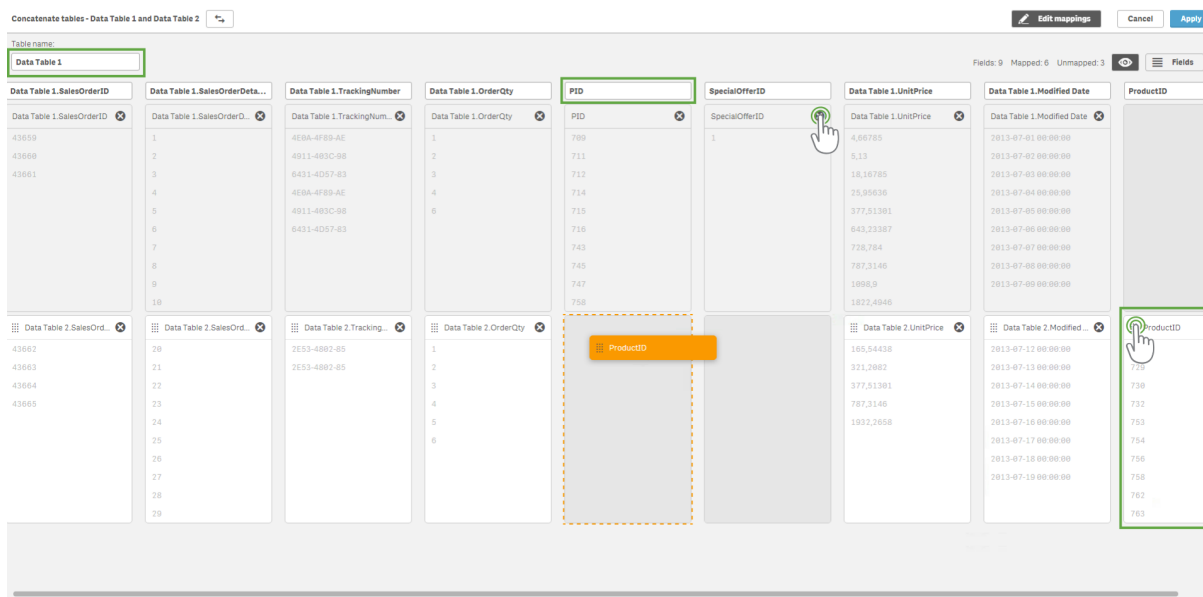 Concatenate tables - Data Table 1 and Data Table 2 Edit mappings Cancel Apply
Table name:
Data Table 1 Fields: 9 Mapped: 6 Unmapped: 3 Fields
Data Table 1.SalesOrderID Data Table 1.SalesOrderDeta... Data Table 1.TrackingNumber Data Table 1.OrderQty PID SpecialOfferID Data Table 1.UnitPrice Data Table 1.Modified Date ProductID
Data Table 1.SalesOrderID Data Table 1.SalesOrderD... Data Table 1.TrackingNum... Data Table 1.OrderQty PID SpecialOfferID Data Table 1.UnitPrice Data Table 1.Modified Date
43659 1 4E0A-4F89-AE 1 709 1 4,66785 2013-07-01 00:00:00
43660 2 4911-403C-98 2 711 5,13 2013-07-02 00:00:00
43661 3 6431-4D57-83 3 712 18,16785 2013-07-03 00:00:00
4 4E0A-4F89-AE 4 714 25,95636 2013-07-04 00:00:00
5 4911-403C-98 6 715 377,51301 2013-07-05 00:00:00
6 6431-4D57-83 716 643,23387 2013-07-06 00:00:00
7 743 728,784 2013-07-07 00:00:00
8 745 787,3146 2013-07-08 00:00:00
9 747 1098,9 2013-07-09 00:00:00
10 758 1822,4946
Data Table 2.SalesOrd... Data Table 2.SalesOrd... Data Table 2.Tracking... Data Table 2.OrderQty Data Table 2.UnitPrice Data Table 2.Modified ... ProductID
43662 20 2E53-4802-85 1 ProductID 165,54438 2013-07-12 00:00:00
43663 21 2E53-4802-85 2 321,2082 2013-07-13 00:00:00 729
43664 22 3 377,51301 2013-07-14 00:00:00 730
43665 23 4 787,3146 2013-07-15 00:00:00 732
24 5 1932,2658 2013-07-16 00:00:00 753
25 6 2013-07-17 00:00:00 754
26 2013-07-18 00:00:00 756
27 2013-07-19 00:00:00 758
28 762
29 763